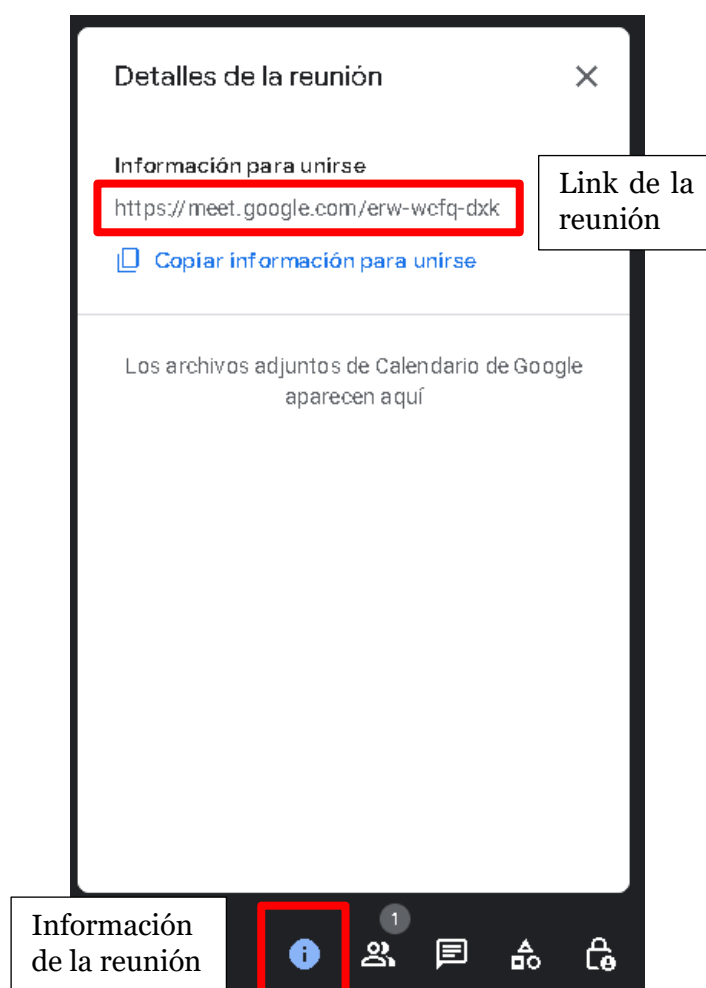 Detalles de la reunión
Información para unirse
https://meet.google.com/erw-wcfq-dxk
Link de la
reunión
Copiar información para unirse
Los archivos adjuntos de Calendario de Google
aparecen aquí
Información
de la reunión
1